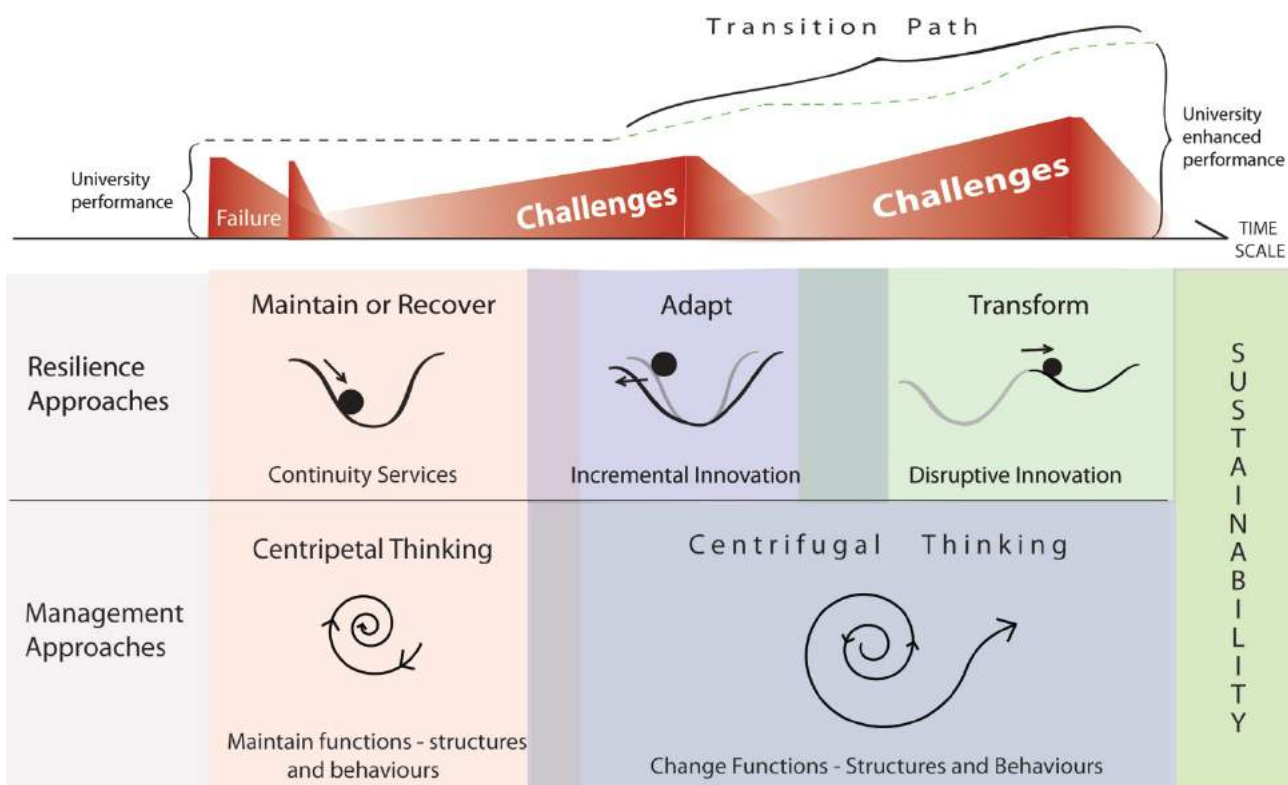 Transition Path
University
performance
Failure
Challenges
Challenges
University
enhanced
performance
TIME
SCALE
Resilience
Approaches
Maintain or Recover
Continuity Services
Adapt
Incremental Innovation
Transform
Disruptive Innovation
Management
Approaches
Centripetal Thinking
Maintain functions - structures
and behaviours
Centrifugal Thinking
Change Functions - Structures and Behaviours
SUSTAINABILITY